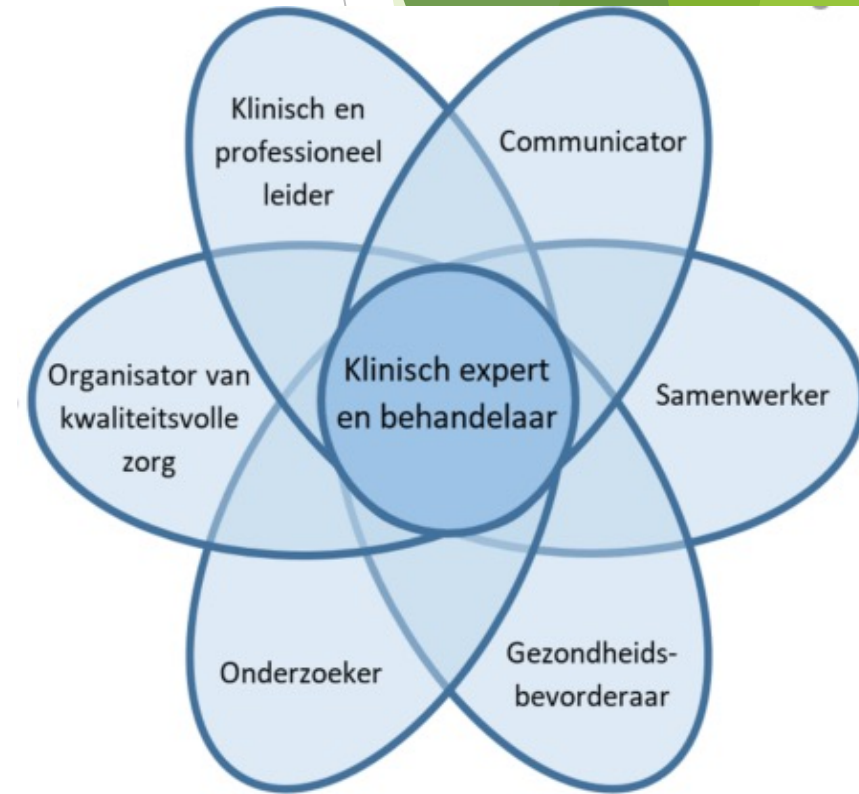 Klinisch en
professioneel
leider
Communicator
Organisator van
kwaliteitsvolle
zorg
Klinisch expert
en behandelaar
Samenwerker
Onderzoeker
Gezondheids-
bevorderaar